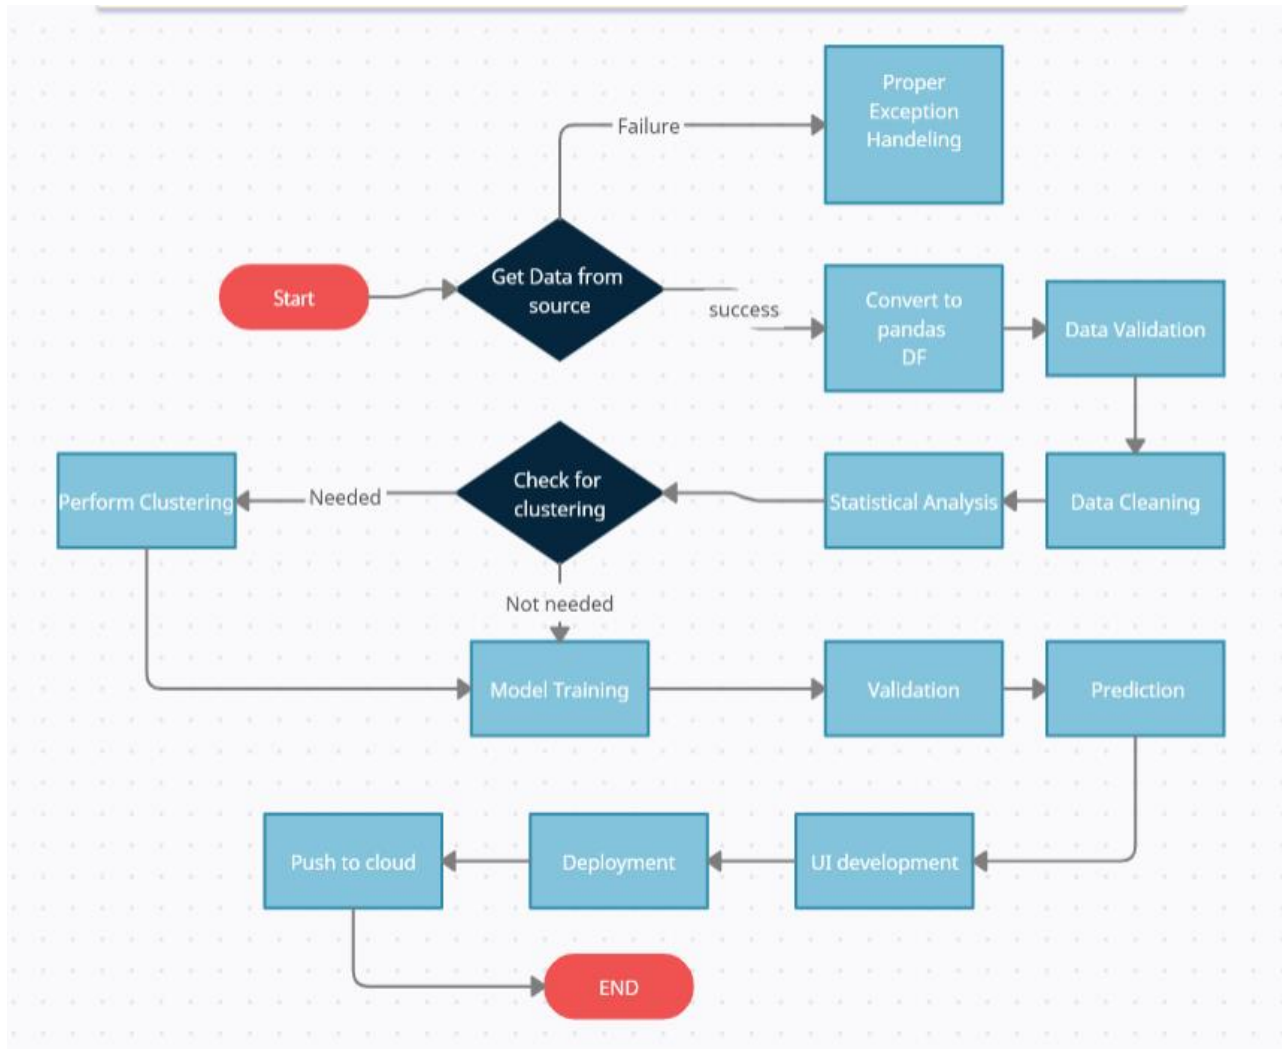 Proper
Exception
Handeling
Failure
Start
Get Data from
source
success
Convert to
pandas
DF
Data Validation
Perform Clustering
Needed
Check for
clustering
Statistical Analysis
Data Cleaning
Not needed
Model Training
Validation
Prediction
Push to cloud
Deployment
UI development
END